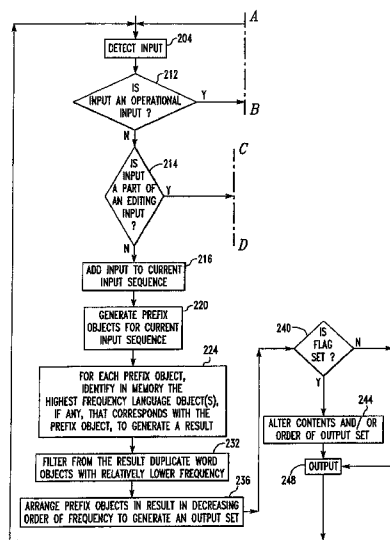 A
DETECT INPUT
204
212
IS
INPUT AN OPERATIONAL
INPUT ?
Y
B
N
C
214
IS
INPUT
A PART OF
AN EDITING
INPUT
?
Y
D
N
ADD INPUT TO CURRENT
INPUT SEQUENCE
216
GENERATE PREFIX
OBJECTS FOR CURRENT
INPUT SEQUENCE
220
224
FOR EACH PREFIX OBJECT,
IDENTIFY IN MEMORY THE
HIGHEST FREQUENCY LANGUAGE OBJECT(S),
IF ANY, THAT CORRESPONDS WITH THE
PREFIX OBJECT, TO GENERATE A RESULT
232
FILTER FROM THE RESULT DUPLICATE WORD
OBJECTS WITH RELATIVELY LOWER FREQUENCY
236
ARRANGE PREFIX OBJECTS IN RESULT IN DECREASING
ORDER OF FREQUENCY TO GENERATE AN OUTPUT SET
240
IS
FLAG
SET ?
N
Y
244
ALTER CONTENTS AND/OR
ORDER OF OUTPUT SET
248
OUTPUT